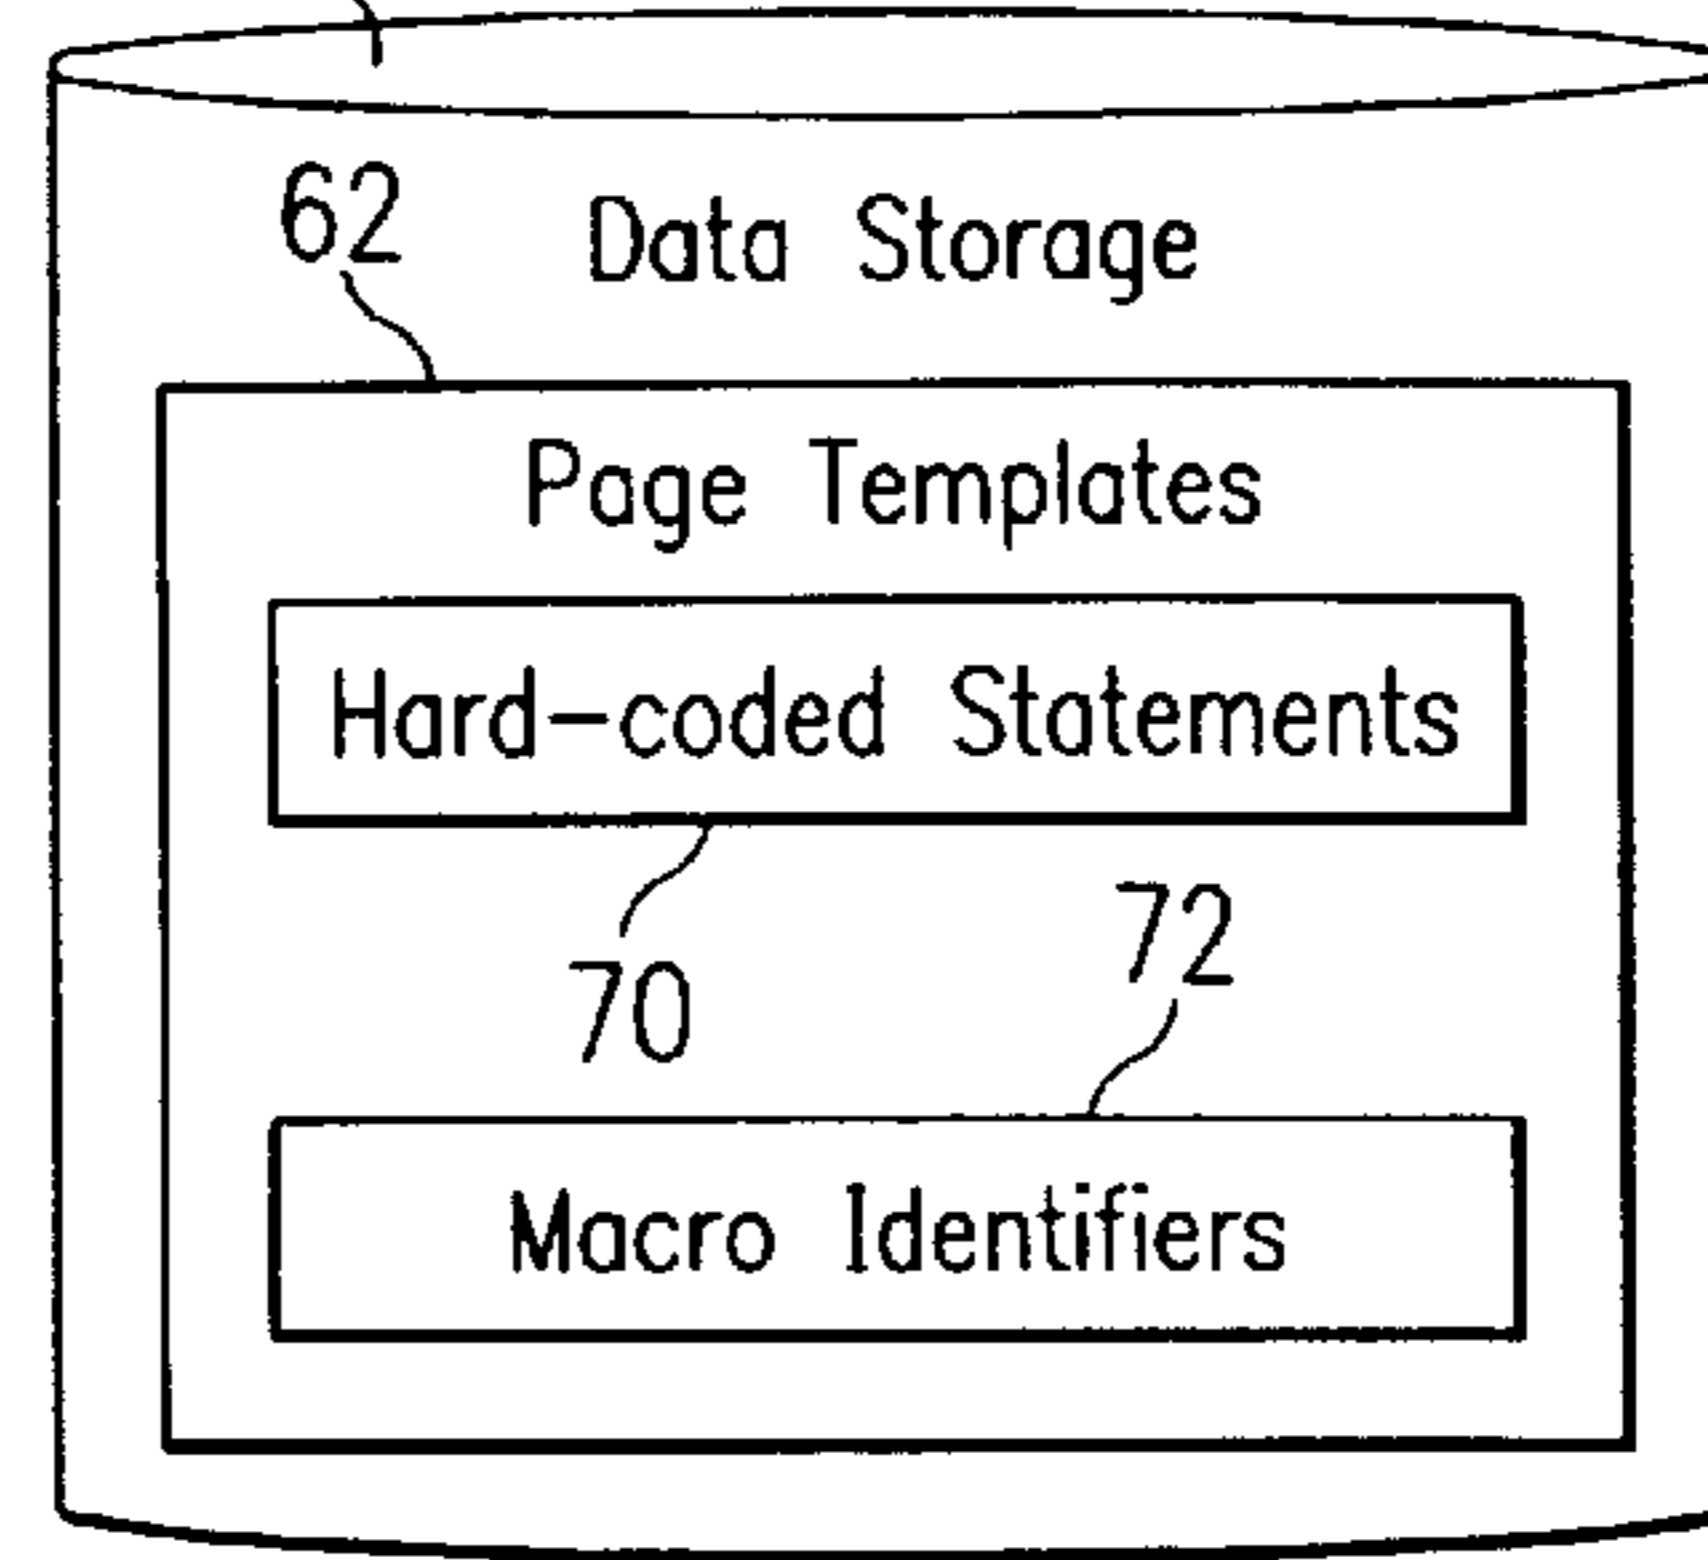 62
Data Storage
Page Templates
Hard-coded Statements
70
72
Macro Identifiers